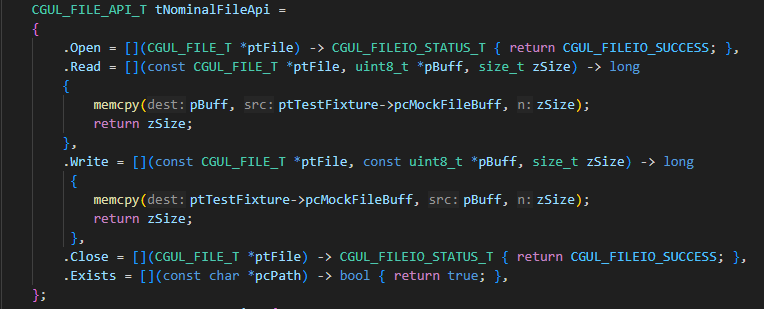 CGUL_FILE_API_T tNominalFileApi =
{
    .Open = [](CGUL_FILE_T *ptFile) -> CGUL_FILEIO_STATUS_T { return CGUL_FILEIO_SUCCESS; },
    .Read = [](const CGUL_FILE_T *ptFile, uint8_t *pBuff, size_t zSize) -> long
    {
        memcpy(dest: pBuff, src: ptTestFixture->pcMockFileBuff, n: zSize);
        return zSize;
    },
    .Write = [](const CGUL_FILE_T *ptFile, const uint8_t *pBuff, size_t zSize) -> long
     {
        memcpy(dest: ptTestFixture->pcMockFileBuff, src: pBuff, n: zSize);
        return zSize;
     },
    .Close = [](CGUL_FILE_T *ptFile) -> CGUL_FILEIO_STATUS_T { return CGUL_FILEIO_SUCCESS; },
    .Exists = [](const char *pcPath) -> bool { return true; },
};